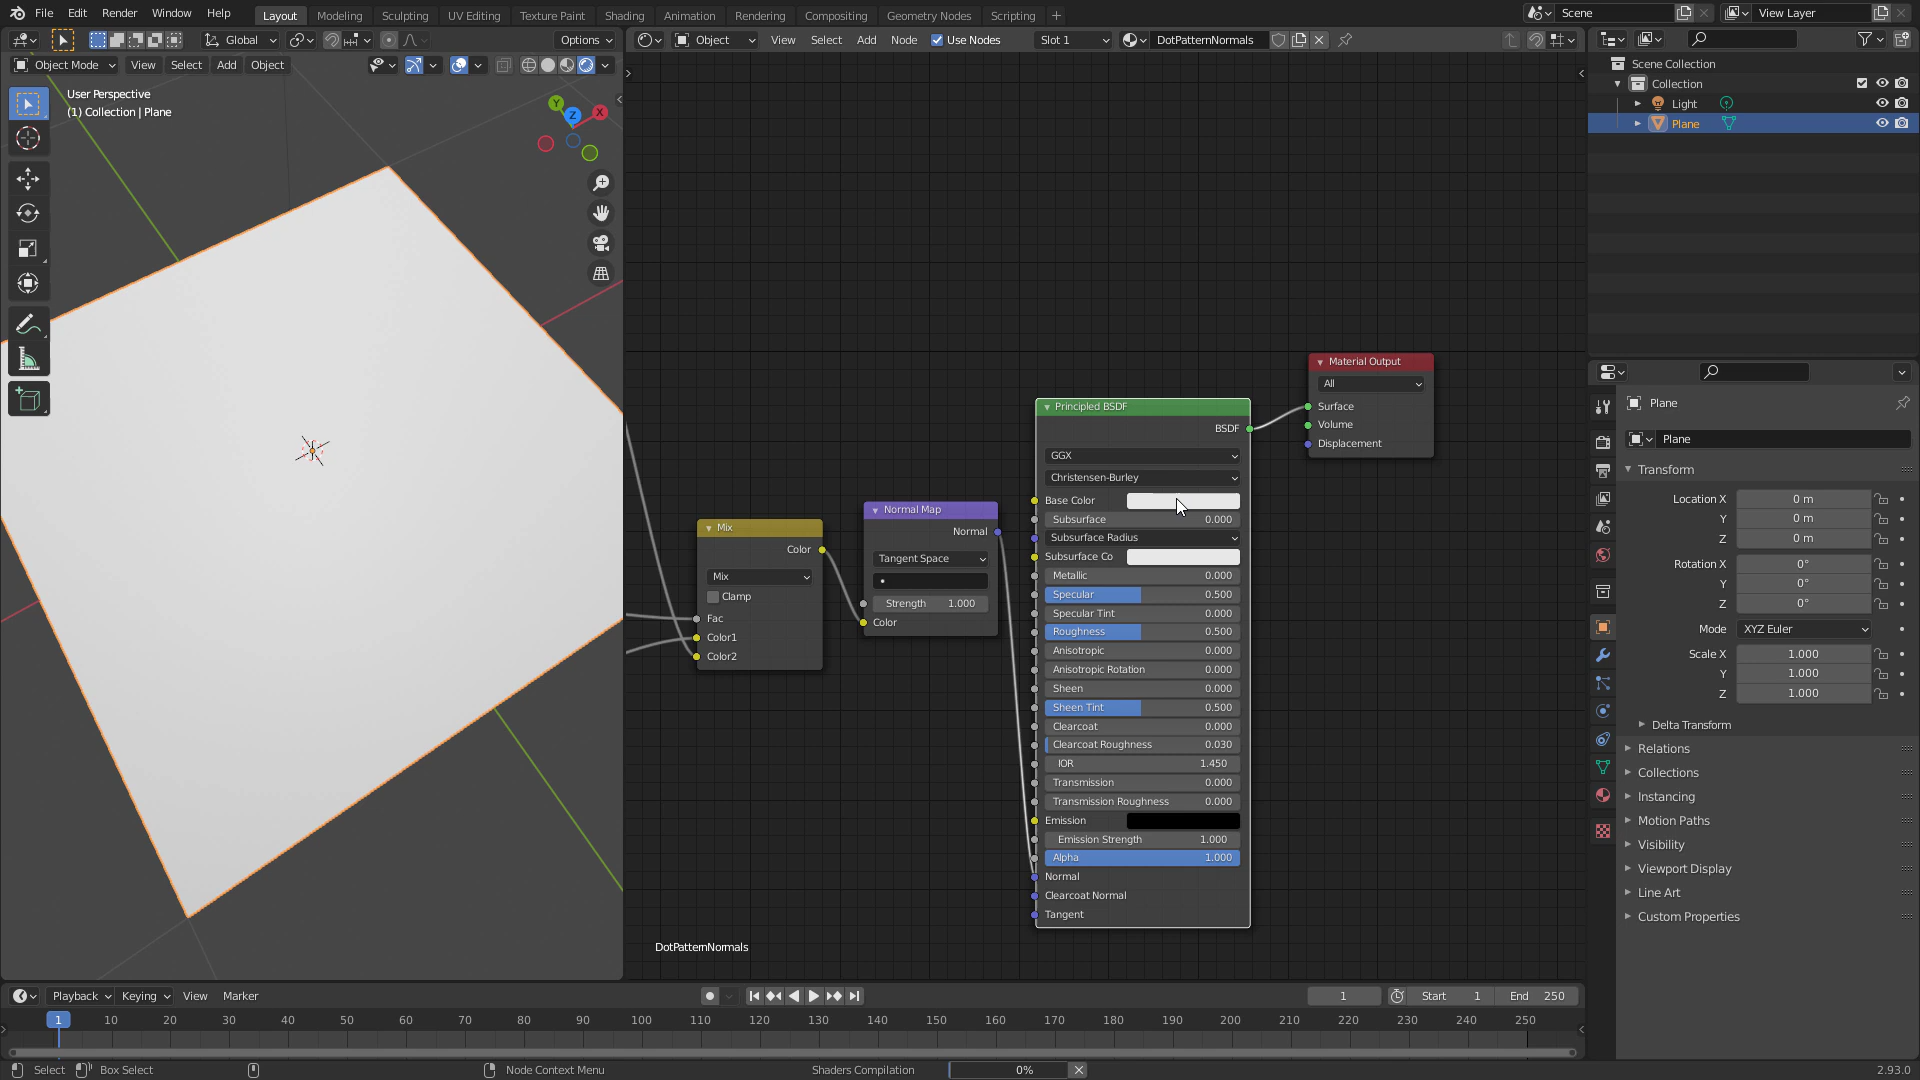 File Edit Render Window Help Layout Modeling Sculpting UV Editing Texture Paint Shading Animation Rendering Compositing Geometry Nodes Scripting + Scene View Layer
Global Options Object View Select Add Node Use Nodes Slot 1 DotPatternNormals
Object Mode View Select Add Object
User Perspective
(1) Collection | Plane
Y
X
Z
Scene Collection
Collection
Light
Plane
Material Output
All
Surface
Volume
Displacement
Principled BSDF
BSDF
GGX
Christensen-Burley
Base Color
Subsurface 0.000
Subsurface Radius
Subsurface Co
Metallic 0.000
Specular 0.500
Specular Tint 0.000
Roughness 0.500
Anisotropic 0.000
Anisotropic Rotation 0.000
Sheen 0.000
Sheen Tint 0.500
Clearcoat 0.000
Clearcoat Roughness 0.030
IOR 1.450
Transmission 0.000
Transmission Roughness 0.000
Emission
Emission Strength 1.000
Alpha 1.000
Normal
Clearcoat Normal
Tangent
Normal Map
Normal
Tangent Space
Strength 1.000
Color
Mix
Color
Mix
Clamp
Fac
Color1
Color2
DotPatternNormals
Plane
Plane
Transform
Location X 0 m
Y 0 m
Z 0 m
Rotation X 0°
Y 0°
Z 0°
Mode XYZ Euler
Scale X 1.000
Y 1.000
Z 1.000
Delta Transform
Relations
Collections
Instancing
Motion Paths
Visibility
Viewport Display
Line Art
Custom Properties
Playback Keying View Marker 1 Start 1 End 250
1 10 20 30 40 50 60 70 80 90 100 110 120 130 140 150 160 170 180 190 200 210 220 230 240 250
Select Box Select Node Context Menu Shaders Compilation 0% 2.93.0